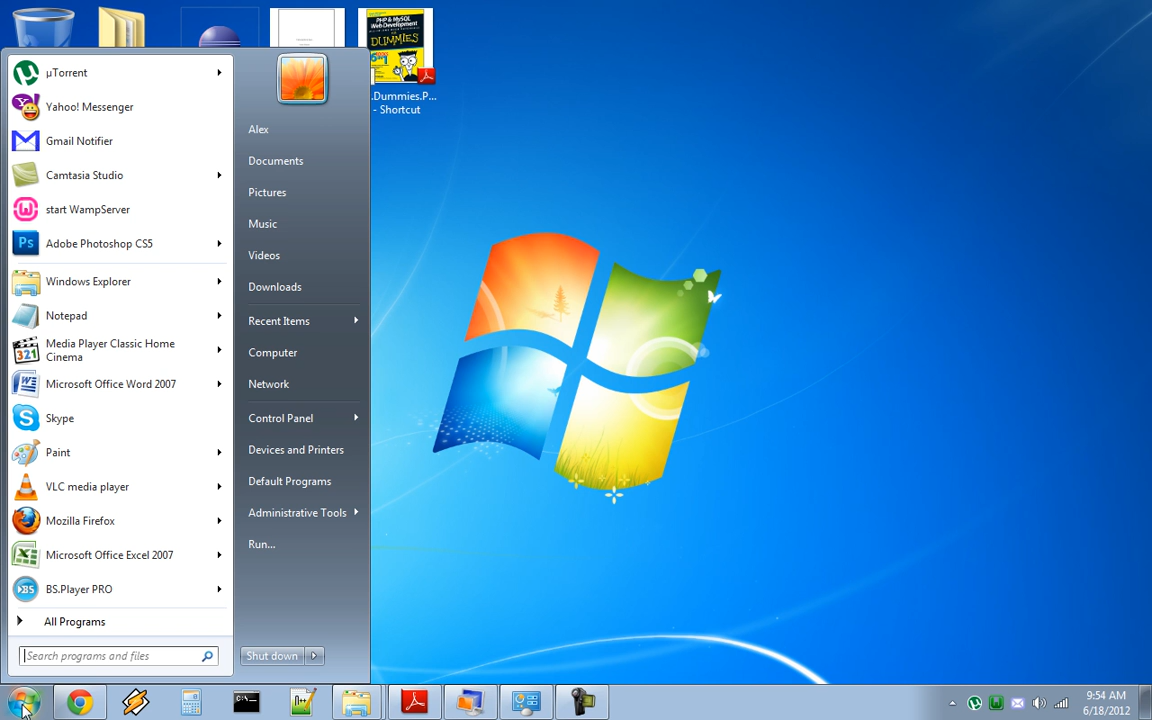 PHP & MySQL
Web Development
DUMMIES
.Dummies.P...
- Shortcut
µTorrent
Yahoo! Messenger
Gmail Notifier
Camtasia Studio
start WampServer
Adobe Photoshop CS5
Windows Explorer
Notepad
Media Player Classic Home
Cinema
Microsoft Office Word 2007
Skype
Paint
VLC media player
Mozilla Firefox
Microsoft Office Excel 2007
BS.Player PRO
All Programs
Search programs and files
Alex
Documents
Pictures
Music
Videos
Downloads
Recent Items
Computer
Network
Control Panel
Devices and Printers
Default Programs
Administrative Tools
Run...
Shut down
9:54 AM
6/18/2012